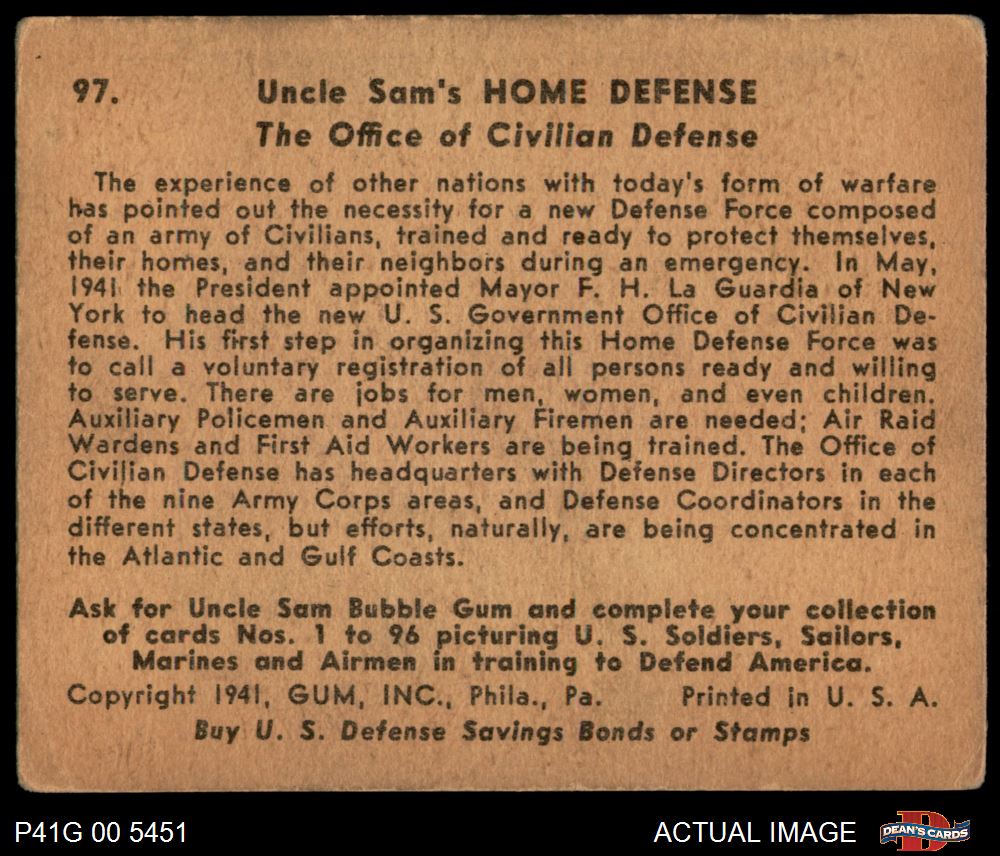 97. Uncle Sam's HOME DEFENSE
The Office of Civilian Defense
The experience of other nations with today's form of warfare
has pointed out the necessity for a new Defense Force composed
of an army of Civilians, trained and ready to protect themselves,
their homes, and their neighbors during an emergency. In May,
1941 the President appointed Mayor F. H. La Guardia of New
York to head the new U. S. Government Office of Civilian De-
fense. His first step in organizing this Home Defense Force was
to call a voluntary registration of all persons ready and willing
to serve. There are jobs for men, women, and even children.
Auxiliary Policemen and Auxiliary Firemen are needed; Air Raid
Wardens and First Aid Workers are being trained. The Office of
Civilian Defense has headquarters with Defense Directors in each
of the nine Army Corps areas, and Defense Coordinators in the
different states, but efforts, naturally, are being concentrated in
the Atlantic and Gulf Coasts.
Ask for Uncle Sam Bubble Gum and complete your collection
of cards Nos. 1 to 96 picturing U. S. Soldiers, Sailors,
Marines and Airmen in training to Defend America.
Copyright 1941, GUM, INC., Phila., Pa. Printed in U. S. A.
Buy U. S. Defense Savings Bonds or Stamps
P41G 00 5451 ACTUAL IMAGE DEAN'S CARDS